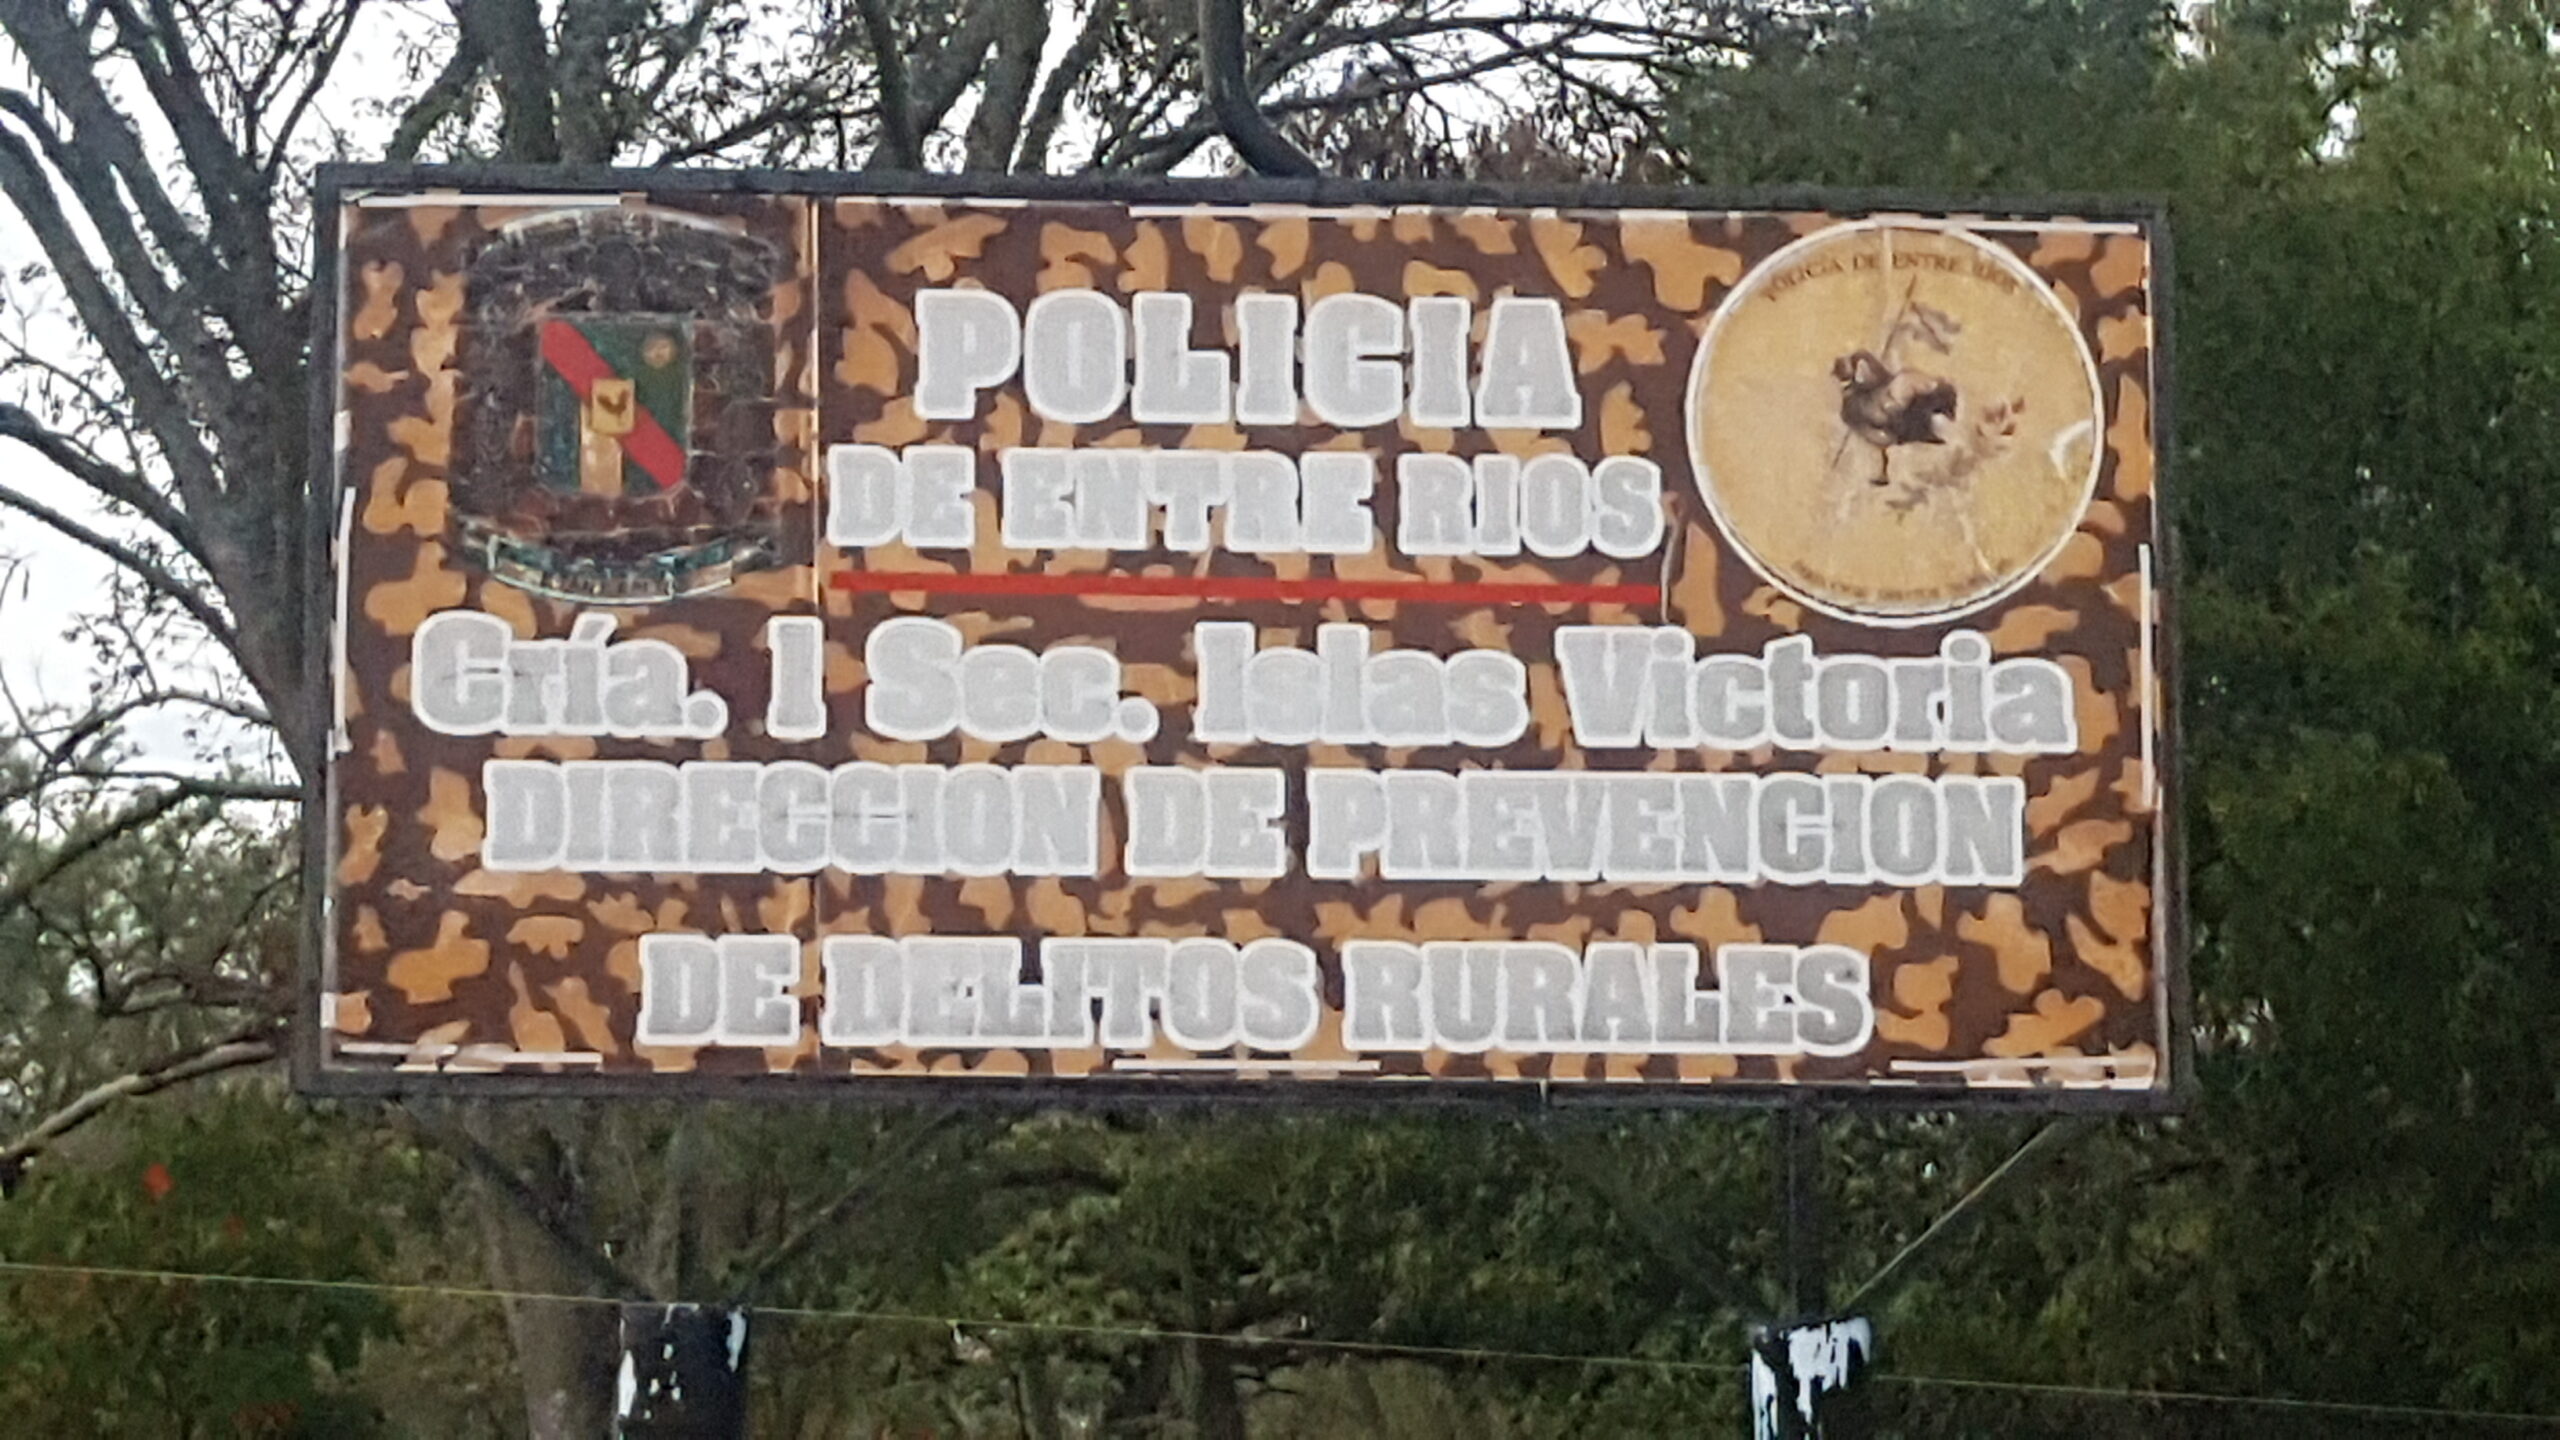 POLICIA DE ENTRE RIOS
POLICIA
DE ENTRE RIOS
Cría. 1 Sec. Islas Victoria
DIRECCION DE PREVENCION
DE DELITOS RURALES